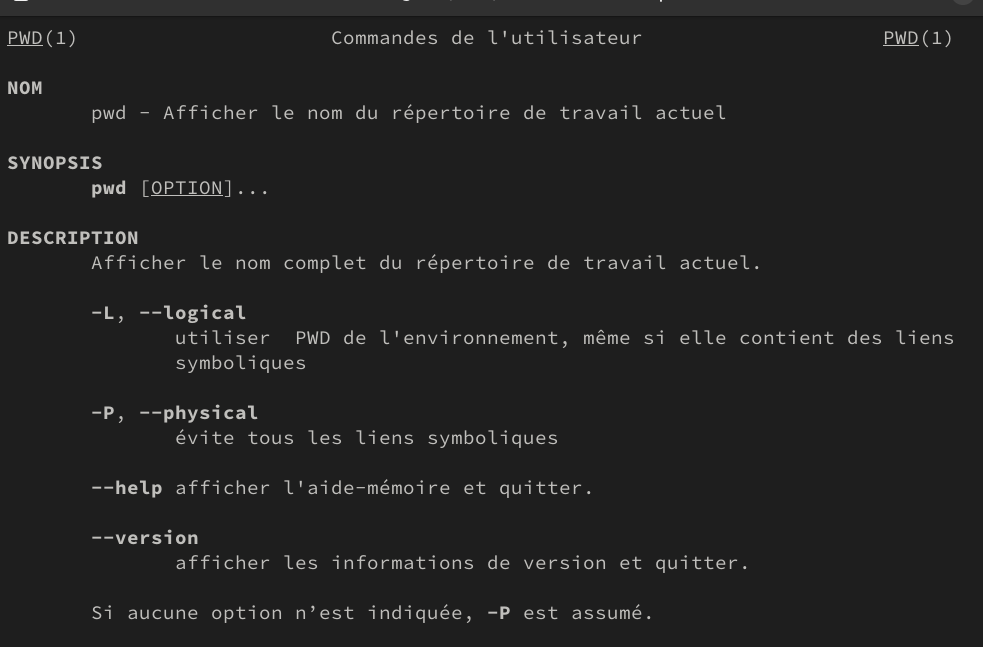 PWD(1) Commandes de l'utilisateur PWD(1)
NOM
pwd - Afficher le nom du répertoire de travail actuel
SYNOPSIS
pwd [OPTION]...
DESCRIPTION
Afficher le nom complet du répertoire de travail actuel.
-L, --logical
utiliser  PWD de l'environnement, même si elle contient des liens
symboliques
-P, --physical
évite tous les liens symboliques
--help afficher l'aide-mémoire et quitter.
--version
afficher les informations de version et quitter.
Si aucune option n’est indiquée, -P est assumé.